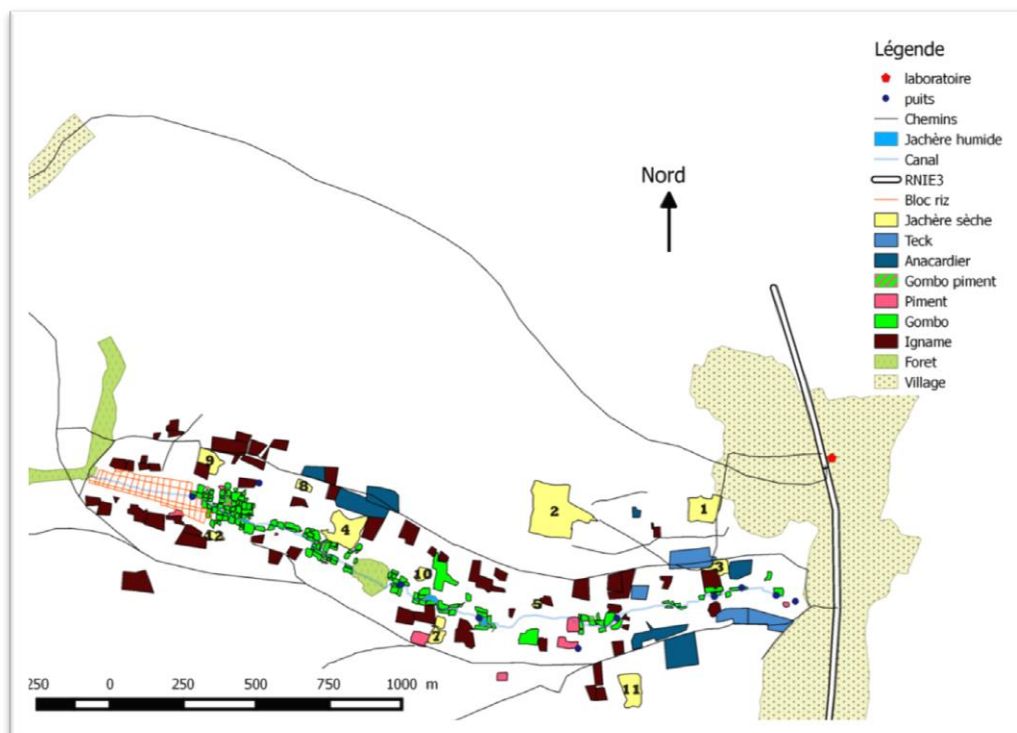 Légende
laboratoire
puits
Chemins
Jachère humide
Canal
RNIE3
Bloc riz
Jachère sèche
Teck
Anacardier
Gombo piment
Piment
Gombo
Igname
Foret
Village
Nord
9
8
2
1
4
12
3
10
5
7
11
250 0 250 500 750 1000 m